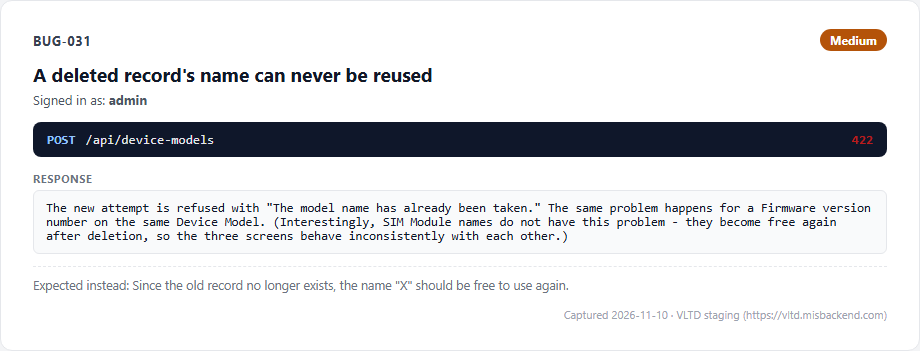 BUG-031
Medium
A deleted record's name can never be reused
Signed in as: admin
POST /api/device-models
422
RESPONSE
The new attempt is refused with "The model name has already been taken." The same problem happens for a Firmware version
number on the same Device Model. (Interestingly, SIM Module names do not have this problem - they become free again
after deletion, so the three screens behave inconsistently with each other.)
Expected instead: Since the old record no longer exists, the name "X" should be free to use again.
Captured 2026-11-10 · VLTD staging (https://vltd.misbackend.com)